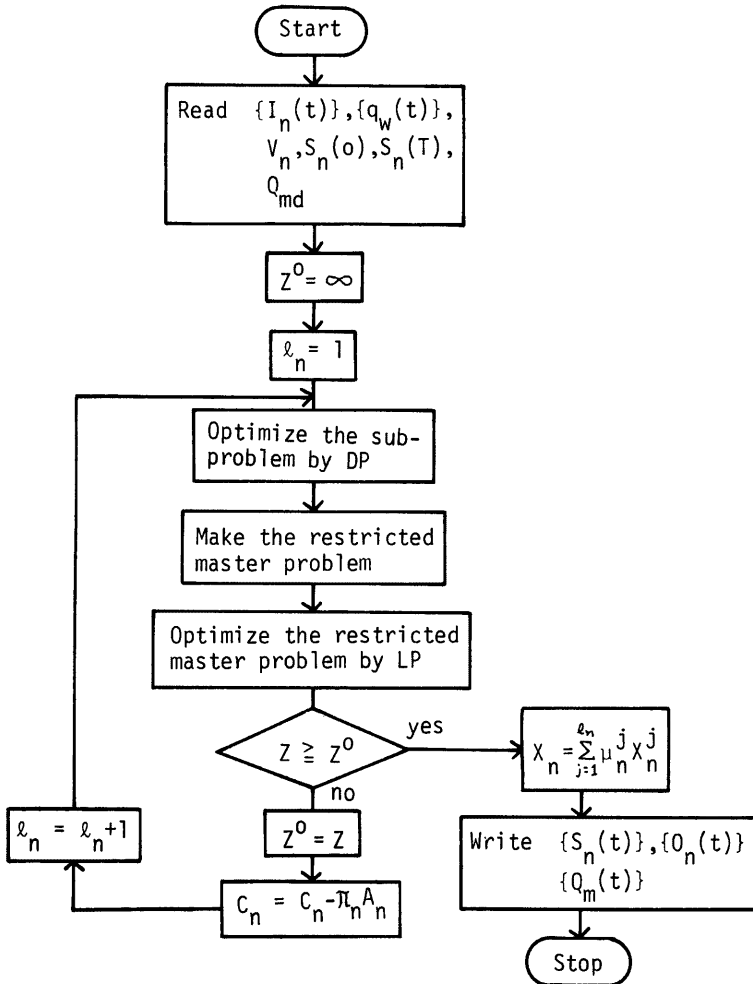 Start
Read {I_n(t)},{q_w(t)},
V_n,S_n(o),S_n(T),
Q_md
Z^o = ∞
ℓ_n = 1
Optimize the sub-
problem by DP
Make the restricted
master problem
Optimize the restricted
master problem by LP
Z ≧ Z^o
yes
no
X_n = Σ_{j=1}^{ℓ_n} μ_n^j X_n^j
Z^o = Z
ℓ_n = ℓ_n+1
C_n = C_n-π_n A_n
Write {S_n(t)},{O_n(t)}
{Q_m(t)}
Stop